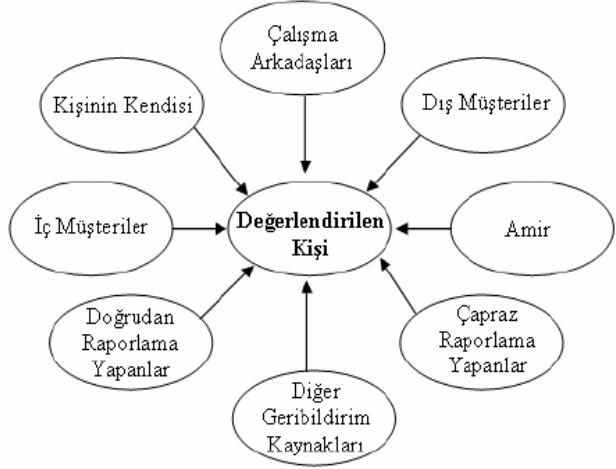 Çalışma
Arkadaşları
Kişinin Kendisi
Dış Müşteriler
İç Müşteriler
Değerlendirilen
Kişi
Amir
Doğrudan
Raporlama
Yapanlar
Çapraz
Raporlama
Yapanlar
Diğer
Geribildirim
Kaynakları